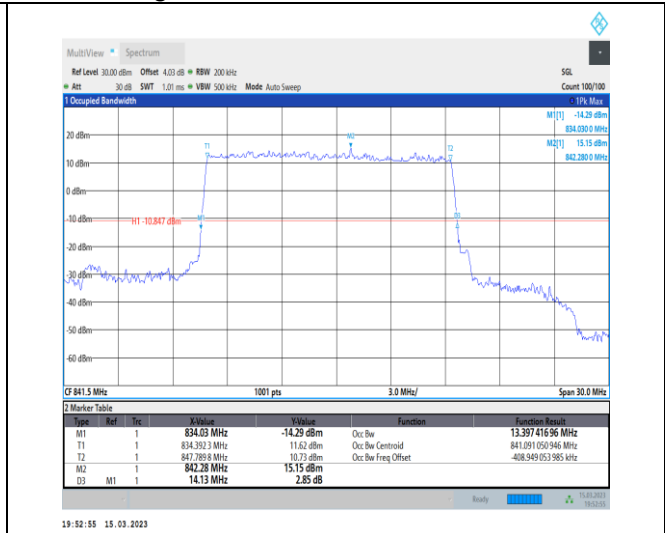 MultiView Spectrum
Ref Level 30.00 dBm Offset 4.03 dB RBW 200 kHz SGL
Att 30 dB SWT 1.01 ms VBW 500 kHz Mode Auto Sweep Count 100/100
1 Occupied Bandwidth 1Pk Max
M1[1] -14.29 dBm
834.030 0 MHz
M2[1] 15.15 dBm
842.280 0 MHz
20 dBm
M2
T1
T2
10 dBm
0 dBm
-10 dBm
H1 -10.847 dBm
M1
D3
-20 dBm
-30 dBm
-40 dBm
-50 dBm
-60 dBm
CF 841.5 MHz 1001 pts 3.0 MHz/ Span 30.0 MHz
2 Marker Table
Type Ref Trc X-Value Y-Value Function Function Result
M1 1 834.03 MHz -14.29 dBm Occ Bw 13.397 416 96 MHz
T1 1 834.392 3 MHz 11.62 dBm Occ Bw Centroid 841.091 050 946 MHz
T2 1 847.789 8 MHz 10.73 dBm Occ Bw Freq Offset -408.949 053 985 kHz
M2 1 842.28 MHz 15.15 dBm
D3 M1 1 14.13 MHz 2.85 dB
Ready 15.03.2023
19:52:55
19:52:55 15.03.2023